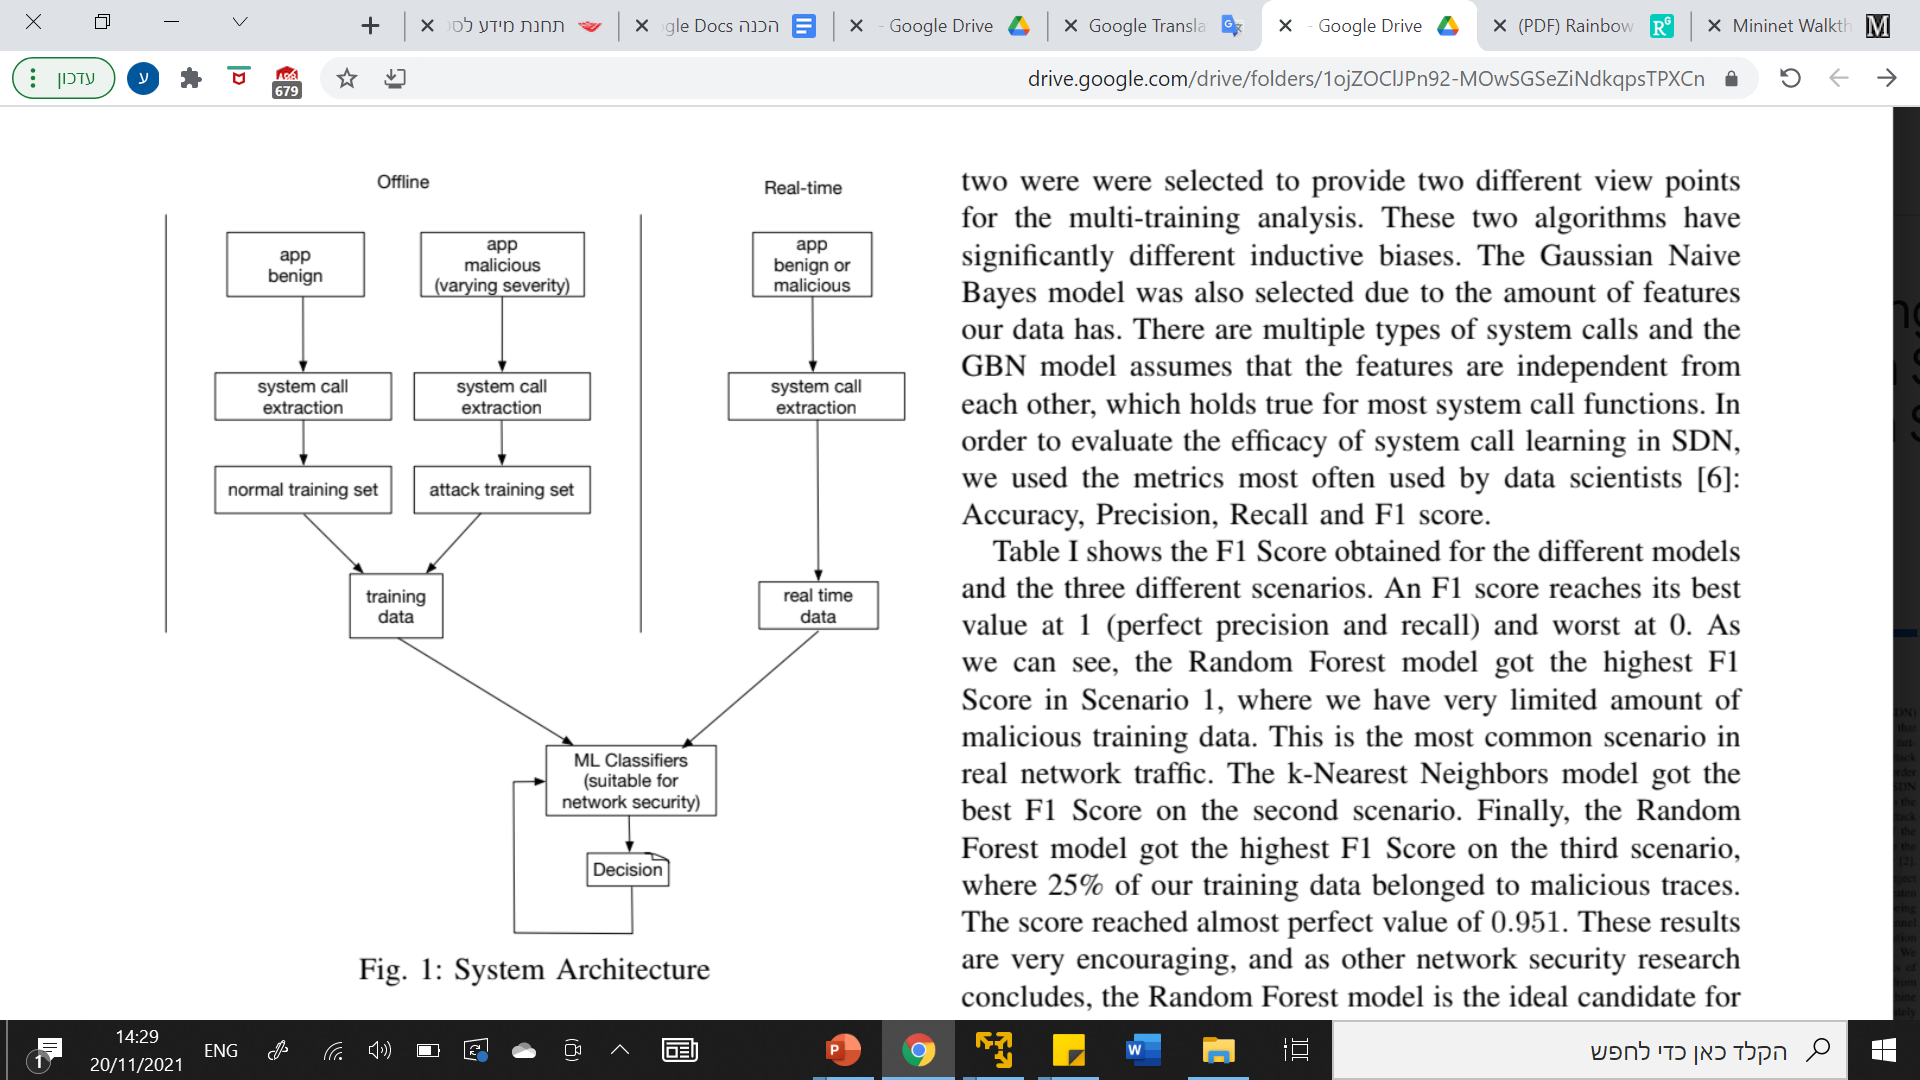 תחנת מידע לסט
gle Docs הכנה
- Google Drive
Google Transla
- Google Drive
(PDF) Rainbow
Mininet Walkth
עדכון
ע
679
drive.google.com/drive/folders/1ojZOClJPn92-MOwSGSeZiNdkqpsTPXCn
Offline
Real-time
app
benign
app
malicious
(varying severity)
app
benign or
malicious
system call
extraction
system call
extraction
system call
extraction
normal training set
attack training set
training
data
real time
data
ML Classifiers
(suitable for
network security)
Decision
Fig. 1: System Architecture
two were were selected to provide two different view points
for the multi-training analysis. These two algorithms have
significantly different inductive biases. The Gaussian Naive
Bayes model was also selected due to the amount of features
our data has. There are multiple types of system calls and the
GBN model assumes that the features are independent from
each other, which holds true for most system call functions. In
order to evaluate the efficacy of system call learning in SDN,
we used the metrics most often used by data scientists [6]:
Accuracy, Precision, Recall and F1 score.
Table I shows the F1 Score obtained for the different models
and the three different scenarios. An F1 score reaches its best
value at 1 (perfect precision and recall) and worst at 0. As
we can see, the Random Forest model got the highest F1
Score in Scenario 1, where we have very limited amount of
malicious training data. This is the most common scenario in
real network traffic. The k-Nearest Neighbors model got the
best F1 Score on the second scenario. Finally, the Random
Forest model got the highest F1 Score on the third scenario,
where 25% of our training data belonged to malicious traces.
The score reached almost perfect value of 0.951. These results
are very encouraging, and as other network security research
concludes, the Random Forest model is the ideal candidate for
1
14:29
20/11/2021
ENG
הקלד כאן כדי לחפש